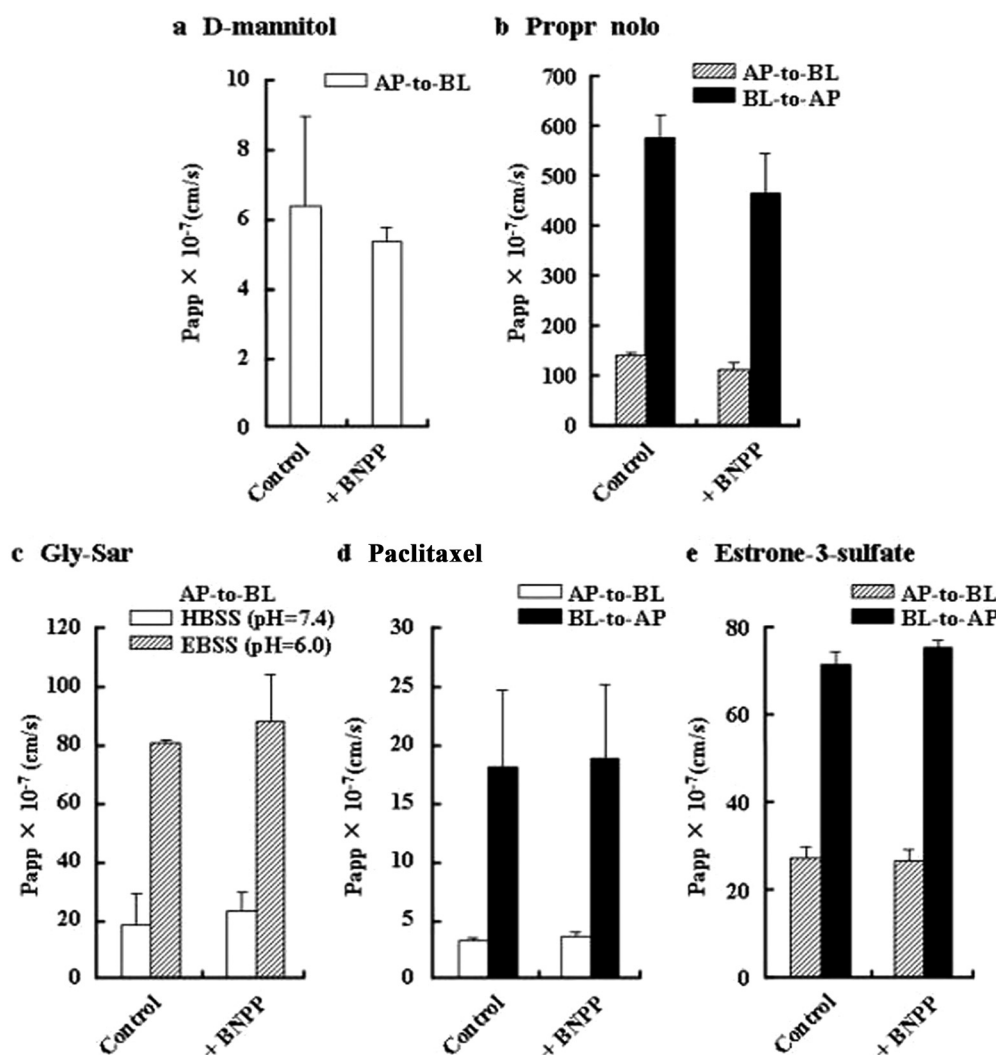 a D-mannitol
AP-to-BL
10
8
6
4
2
0
Papp × 10-7(cm/s)
Control
+ BNPP
b Propr nolo
AP-to-BL
BL-to-AP
700
600
500
400
300
200
100
0
Papp × 10-7(cm/s)
Control
+ BNPP
c Gly-Sar
AP-to-BL
HBSS (pH=7.4)
EBSS (pH=6.0)
120
100
80
60
40
20
0
Papp × 10-7 (cm/s)
Control
+ BNPP
d Paclitaxel
AP-to-BL
BL-to-AP
30
25
20
15
10
5
0
Papp × 10-7 (cm/s)
Control
+ BNPP
e Estrone-3-sulfate
AP-to-BL
BL-to-AP
80
60
40
20
0
Papp × 10-7(cm/s)
Control
+ BNPP